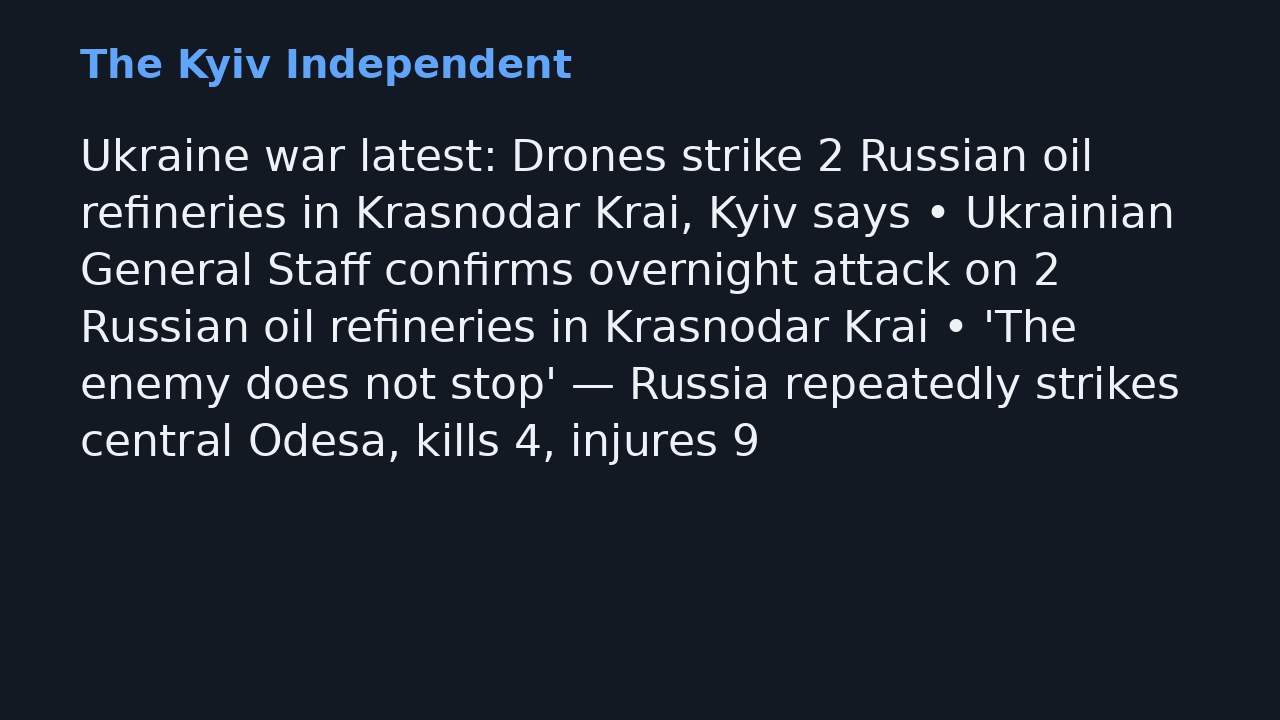 The Kyiv Independent
Ukraine war latest: Drones strike 2 Russian oil
refineries in Krasnodar Krai, Kyiv says • Ukrainian
General Staff confirms overnight attack on 2
Russian oil refineries in Krasnodar Krai • 'The
enemy does not stop' — Russia repeatedly strikes
central Odesa, kills 4, injures 9